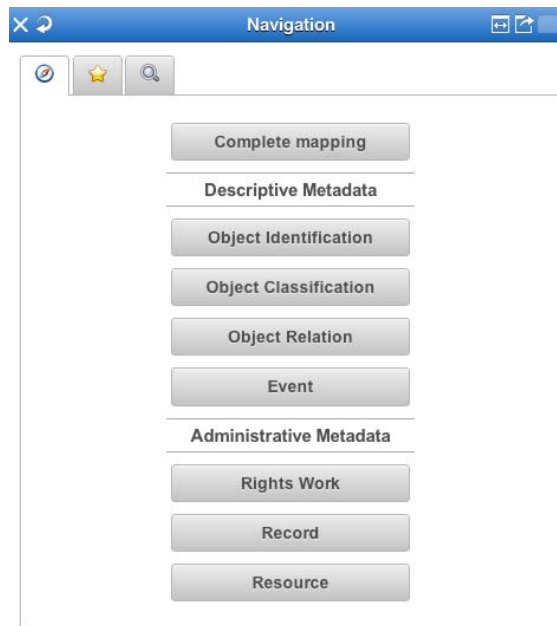 Navigation
Complete mapping
Descriptive Metadata
Object Identification
Object Classification
Object Relation
Event
Administrative Metadata
Rights Work
Record
Resource